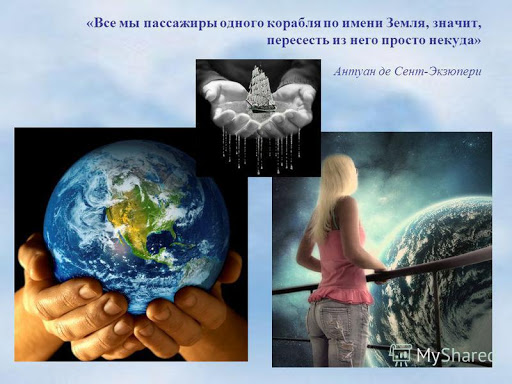 «Все мы пассажиры одного корабля по имени Земля, значит,
пересесть из него просто некуда»
Антуан де Сент-Экзюпери
MyShared